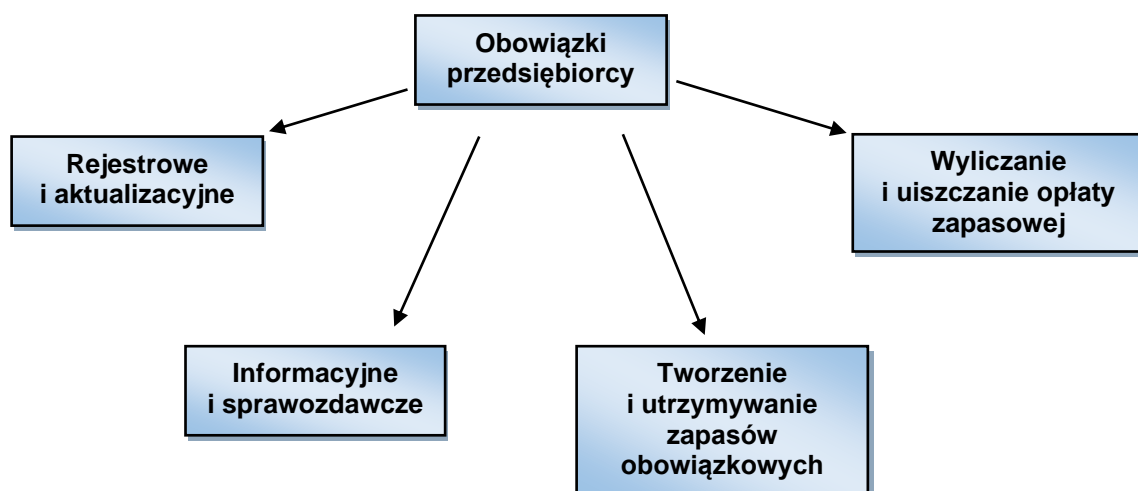 Obowiązki
przedsiębiorcy
Rejestrowe
i aktualizacyjne
Wyliczanie
i uiszczanie opłaty
zapasowej
Informacyjne
i sprawozdawcze
Tworzenie
i utrzymywanie
zapasów
obowiązkowych